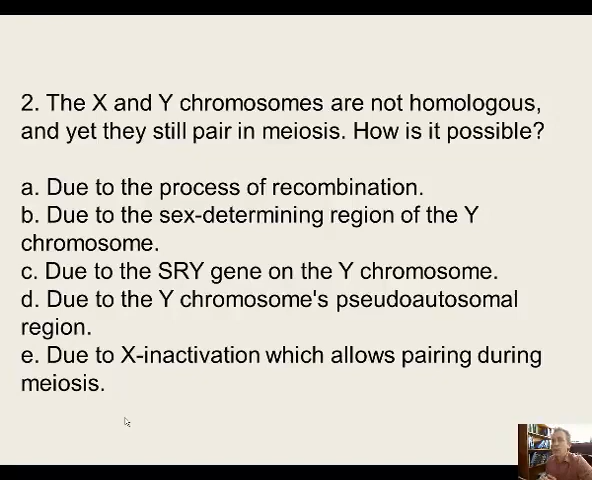 2. The X and Y chromosomes are not homologous,
and yet they still pair in meiosis. How is it possible?
a. Due to the process of recombination.
b. Due to the sex-determining region of the Y
chromosome.
c. Due to the SRY gene on the Y chromosome.
d. Due to the Y chromosome's pseudoautosomal
region.
e. Due to X-inactivation which allows pairing during
meiosis.